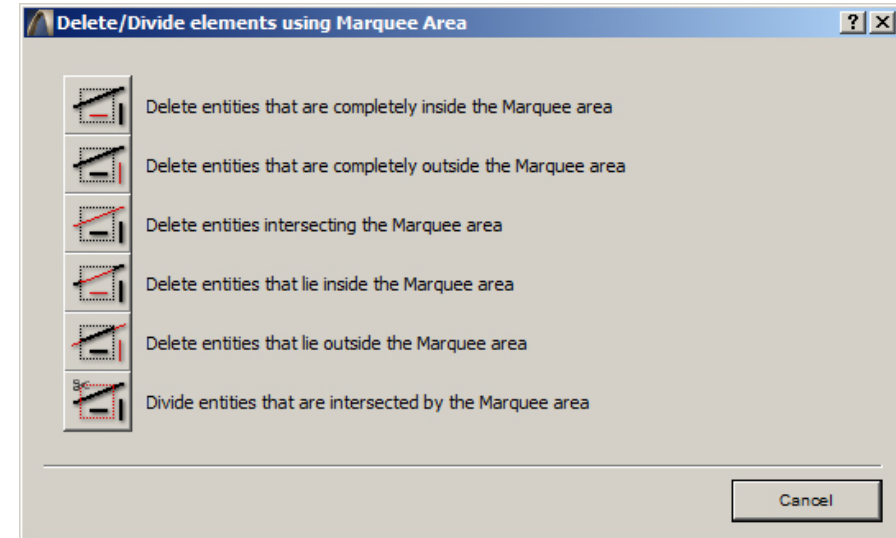 Delete/Divide elements using Marquee Area
Delete entities that are completely inside the Marquee area
Delete entities that are completely outside the Marquee area
Delete entities intersecting the Marquee area
Delete entities that lie inside the Marquee area
Delete entities that lie outside the Marquee area
Divide entities that are intersected by the Marquee area
Cancel